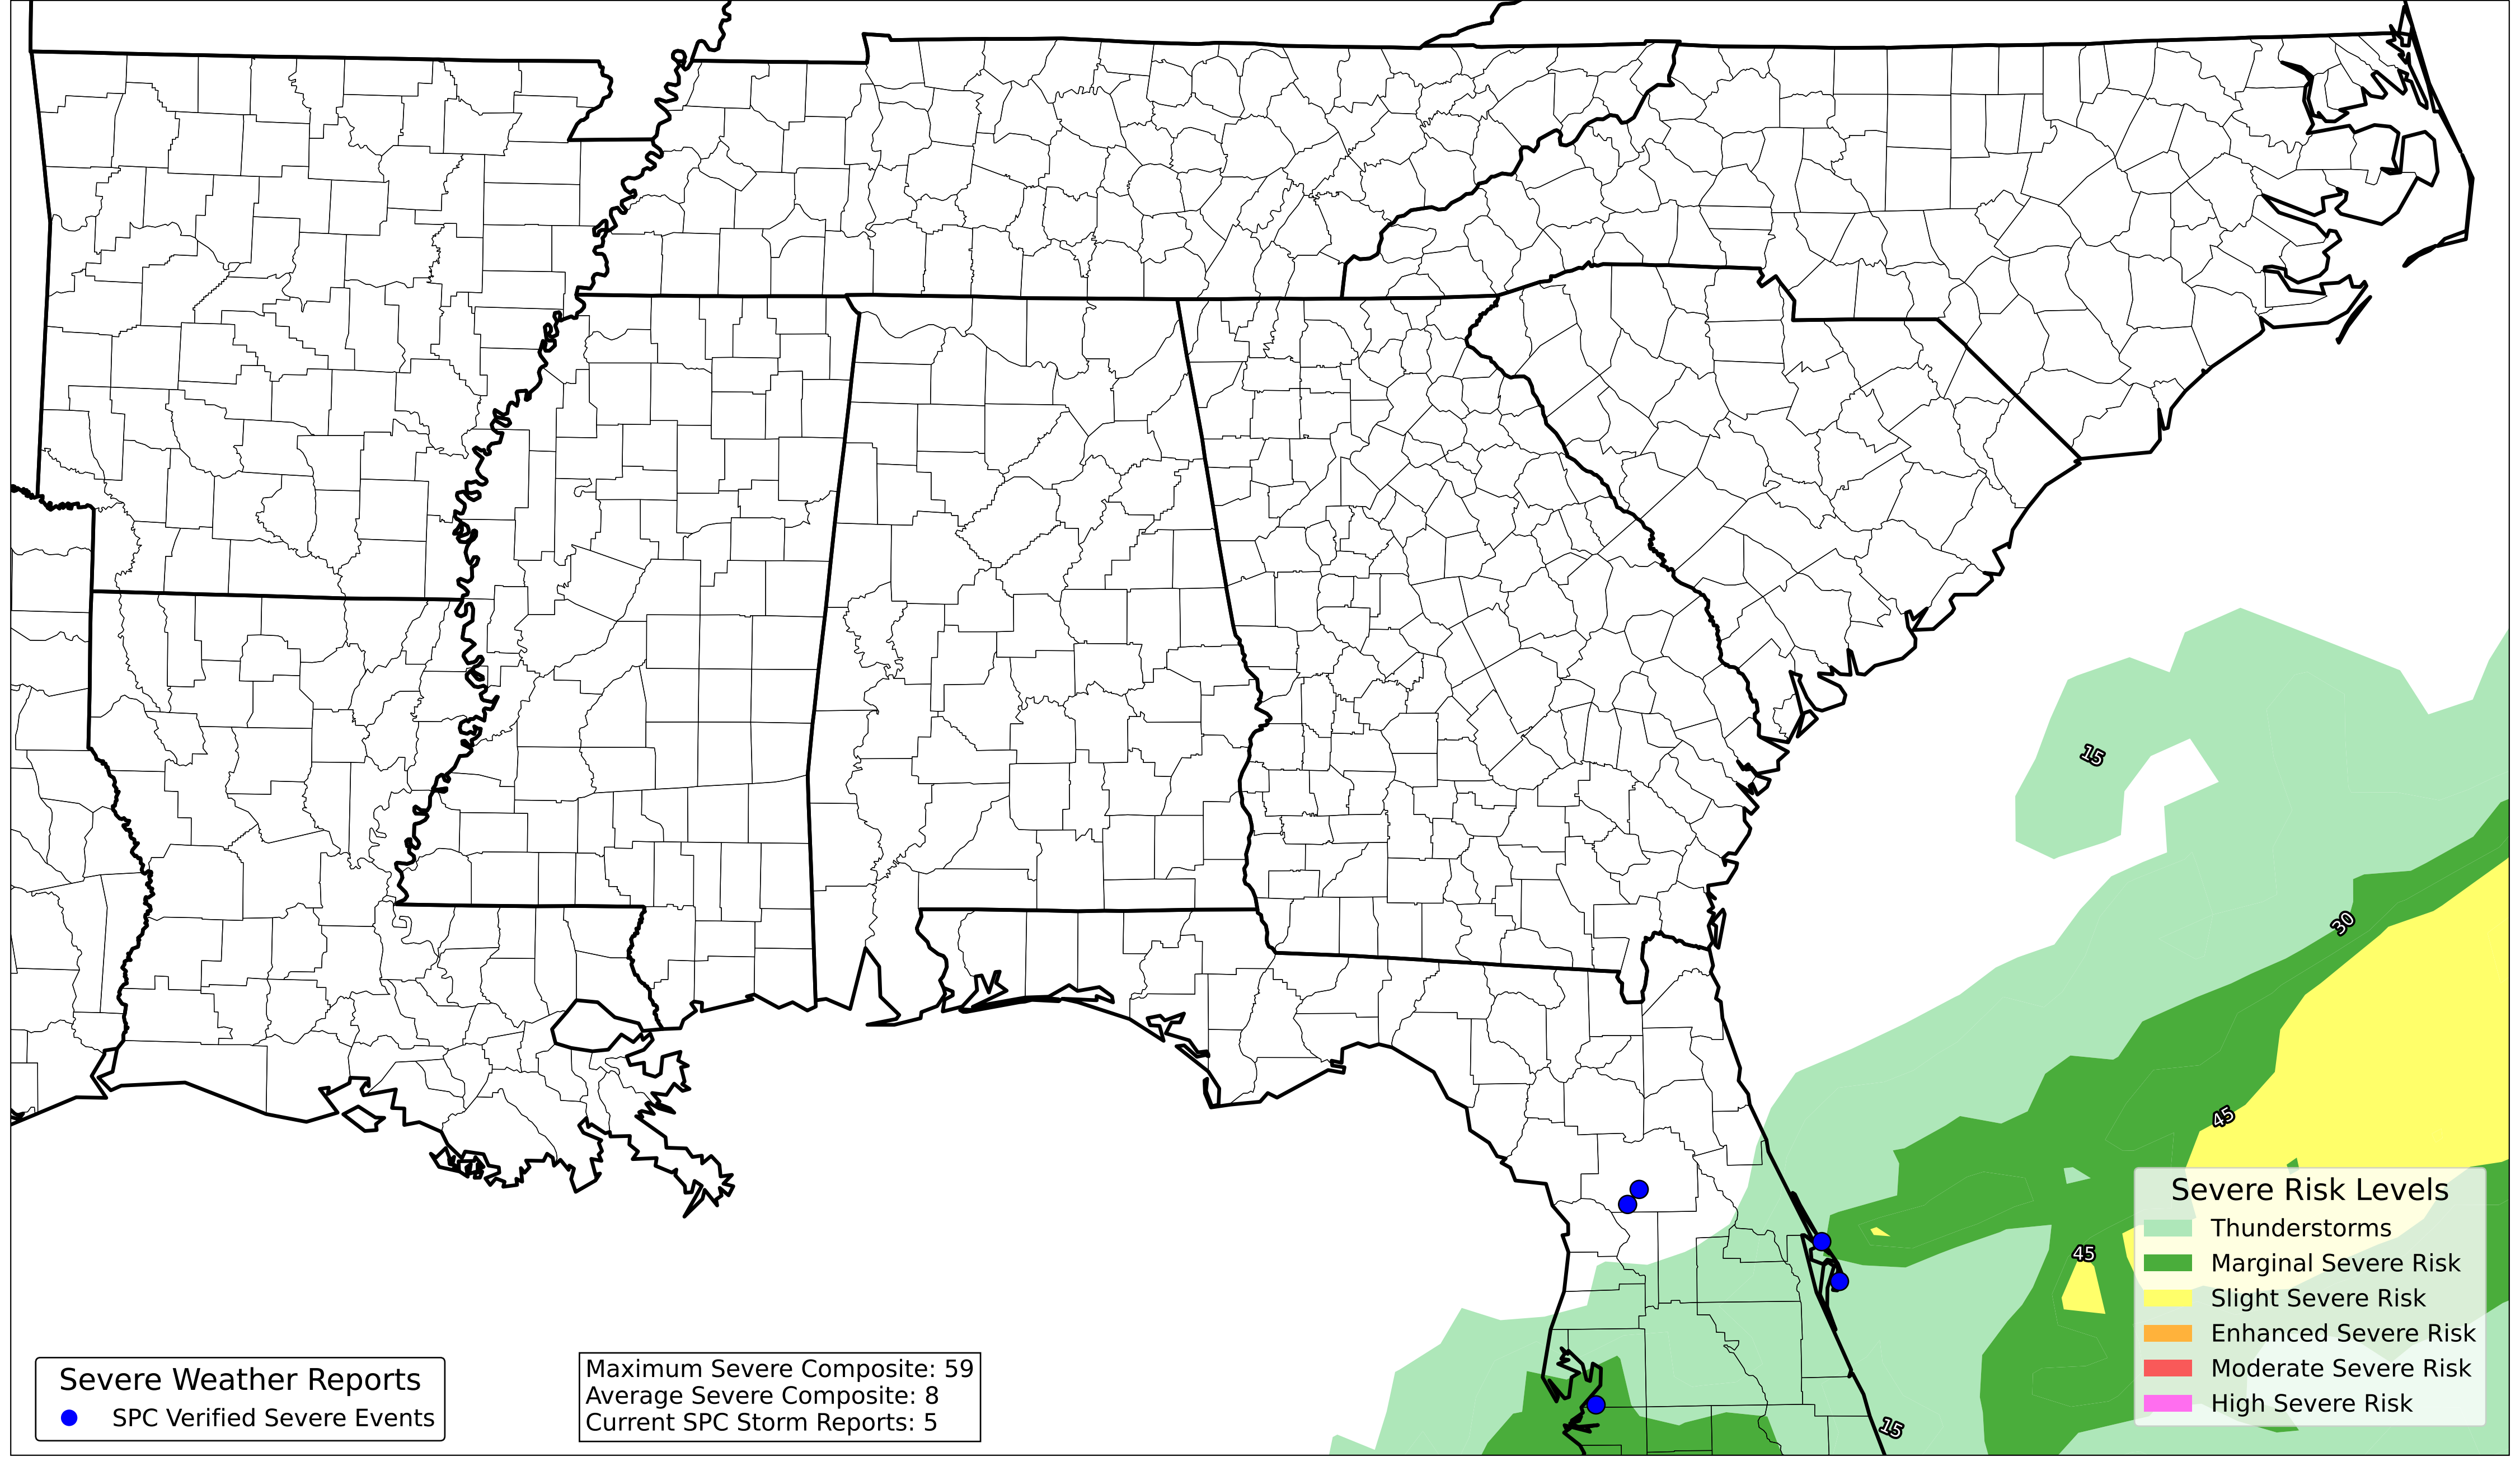 15
30
45
45
15
Severe Risk Levels
Thunderstorms
Marginal Severe Risk
Slight Severe Risk
Enhanced Severe Risk
Moderate Severe Risk
High Severe Risk
Severe Weather Reports
SPC Verified Severe Events
Maximum Severe Composite: 59
Average Severe Composite: 8
Current SPC Storm Reports: 5